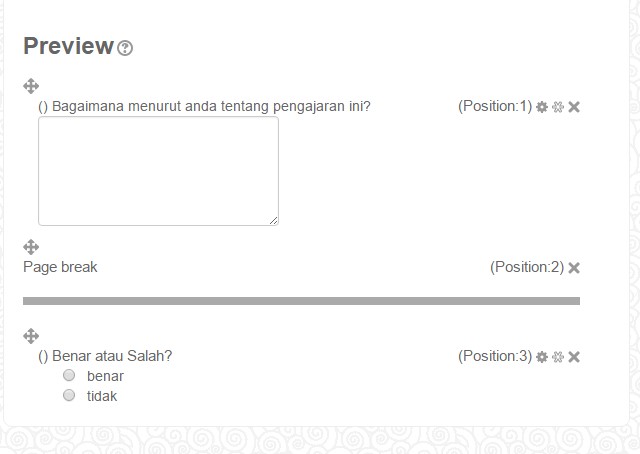 Preview
() Bagaimana menurut anda tentang pengajaran ini? (Position:1)
Page break (Position:2)
() Benar atau Salah? (Position:3)
benar
tidak